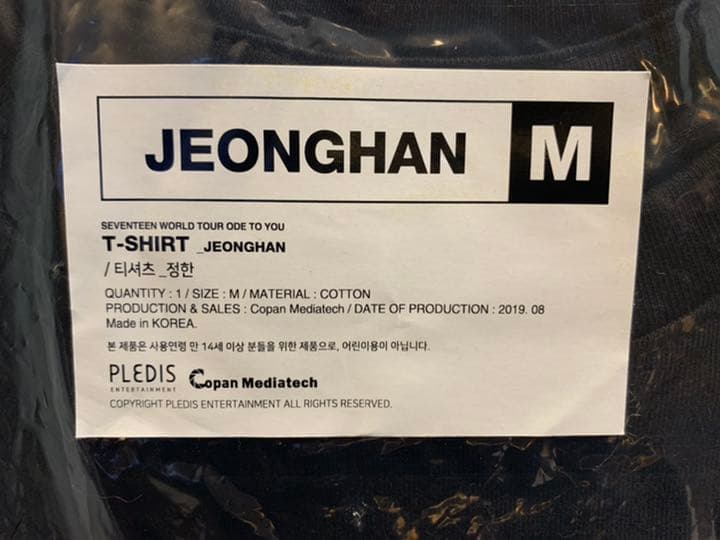 JEONGHAN M
SEVENTEEN WORLD TOUR ODE TO YOU
T-SHIRT _JEONGHAN
/ 티셔츠 _정한
QUANTITY : 1 / SIZE : M / MATERIAL : COTTON
PRODUCTION & SALES : Copan Mediatech / DATE OF PRODUCTION : 2019. 08
Made in KOREA.
본 제품은 사용연령 만 14세 이상 분들을 위한 제품으로, 어린이용이 아닙니다.
PLEDIS Copan Mediatech
ENTERTAINMENT
COPYRIGHT PLEDIS ENTERTAINMENT ALL RIGHTS RESERVED.